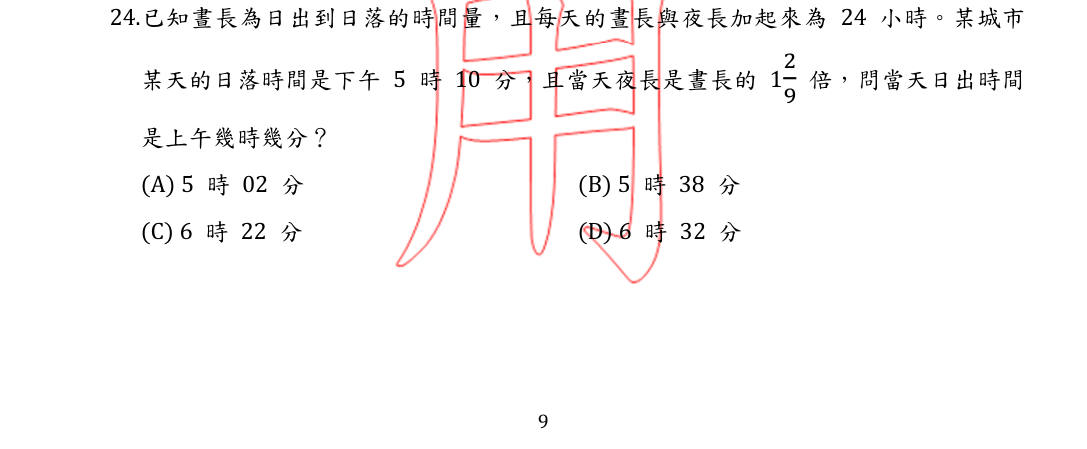 24.已知晝長為日出到日落的時間量，且每天的晝長與夜長加起來為 24 小時。某城市
某天的日落時間是下午 5 時 10 分，且當天夜長是晝長的 1 2/9 倍，問當天日出時間
是上午幾時幾分？
(A) 5 時 02 分 (B) 5 時 38 分
(C) 6 時 22 分 (D) 6 時 32 分
用
9